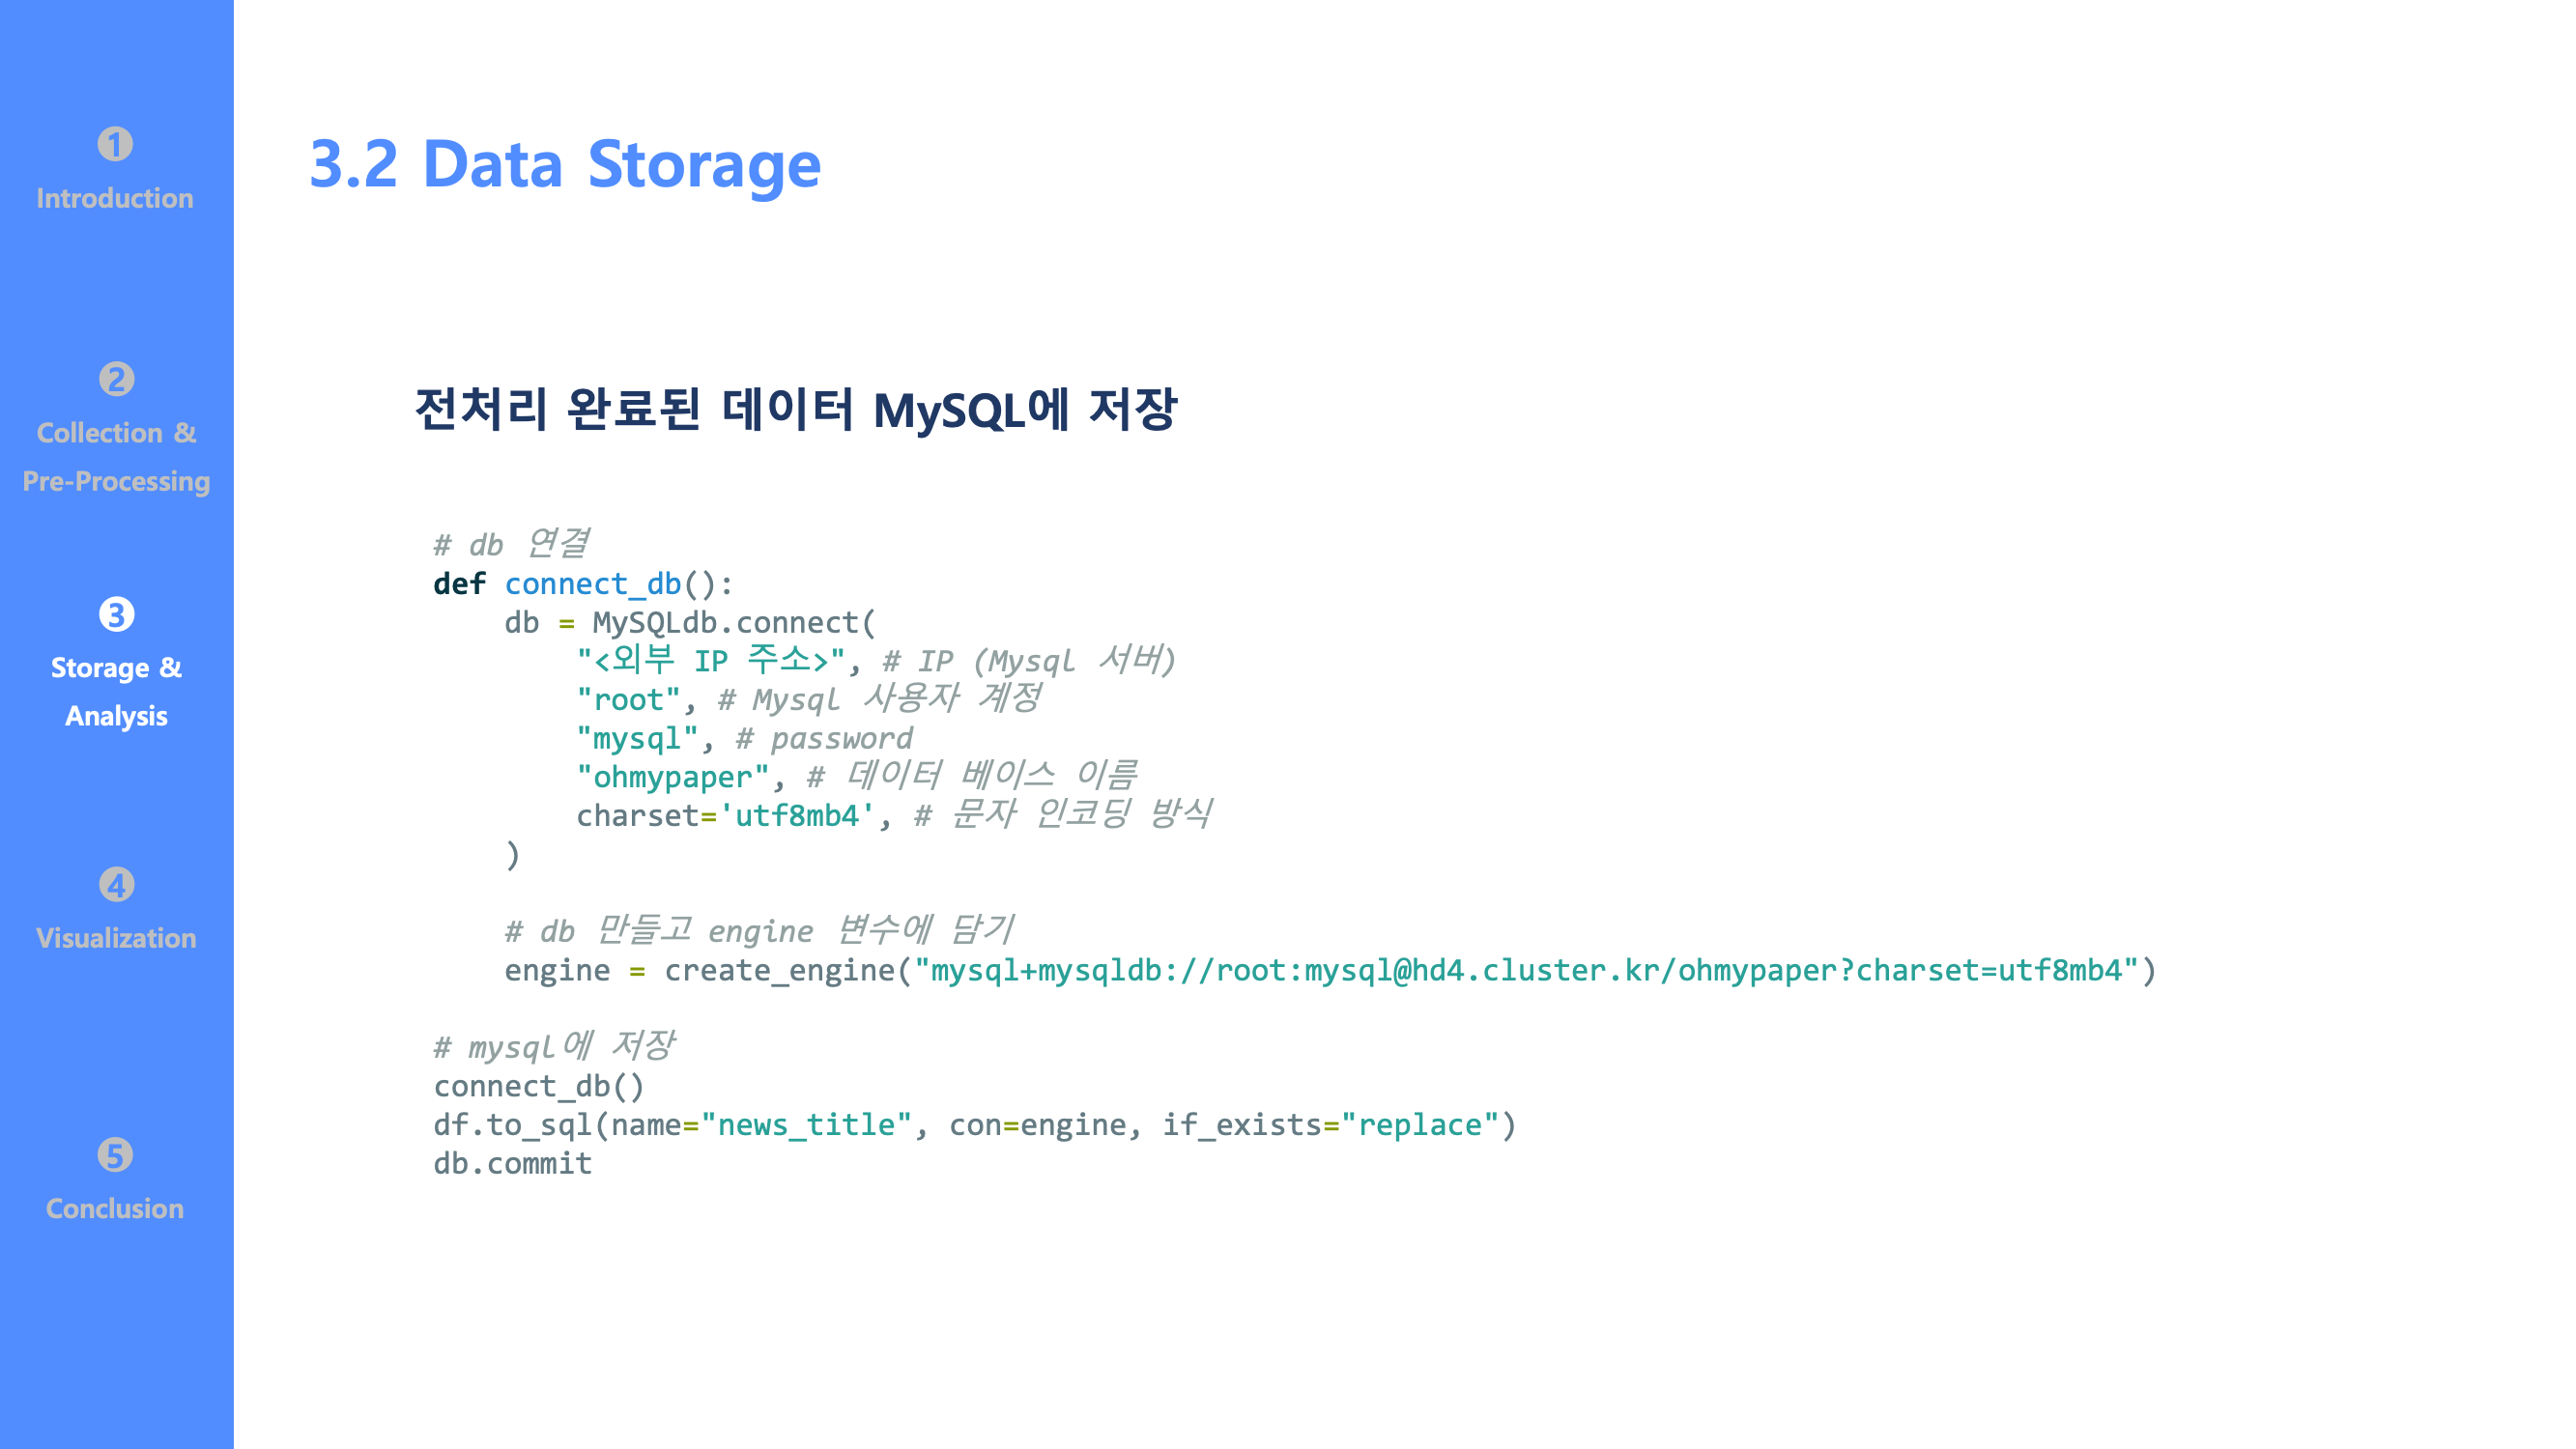 ❶
Introduction
❷
Collection &
Pre-Processing
❸
Storage &
Analysis
❹
Visualization
❺
Conclusion
3.2 Data Storage
전처리 완료된 데이터 MySQL에 저장
# db 연결
def connect_db():
    db = MySQLdb.connect(
        "<외부 IP 주소>", # IP (Mysql 서버)
        "root", # Mysql 사용자 계정
        "mysql", # password
        "ohmypaper", # 데이터 베이스 이름
        charset='utf8mb4', # 문자 인코딩 방식
    )
    # db 만들고 engine 변수에 담기
    engine = create_engine("mysql+mysqldb://root:mysql@hd4.cluster.kr/ohmypaper?charset=utf8mb4")
# mysql에 저장
connect_db()
df.to_sql(name="news_title", con=engine, if_exists="replace")
db.commit